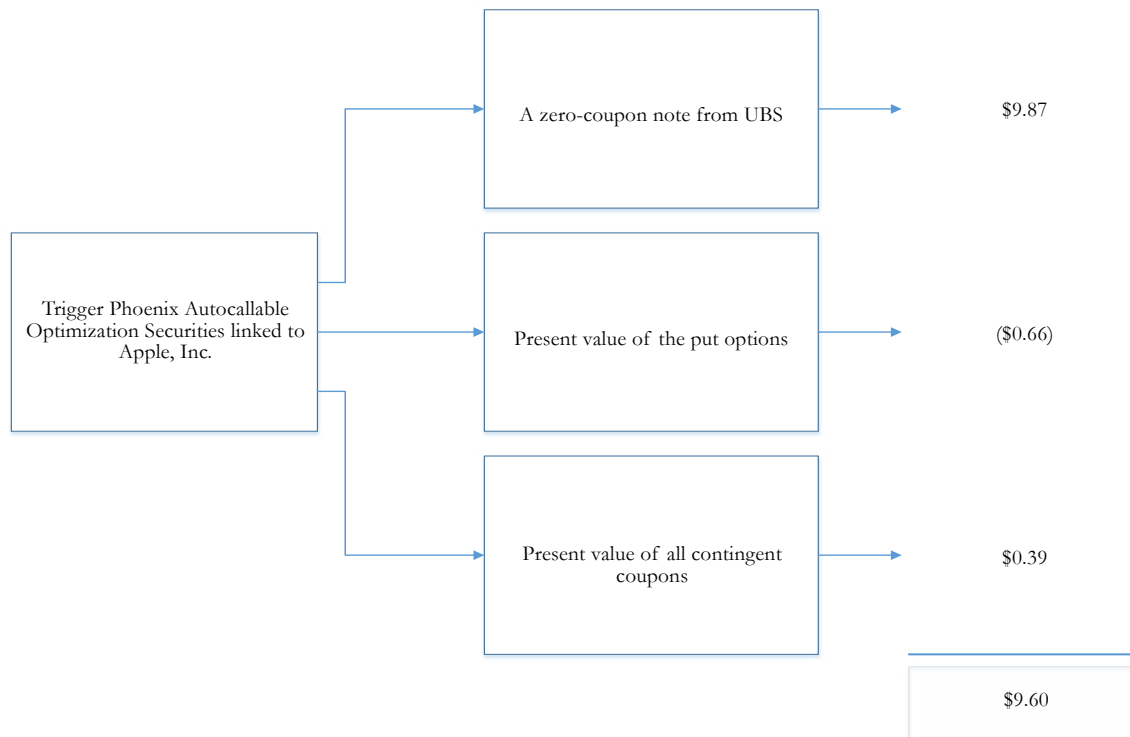 A zero-coupon note from UBS
$9.87
Trigger Phoenix Autocallable
Optimization Securities linked to
Apple, Inc.
Present value of the put options
($0.66)
Present value of all contingent
coupons
$0.39
$9.60